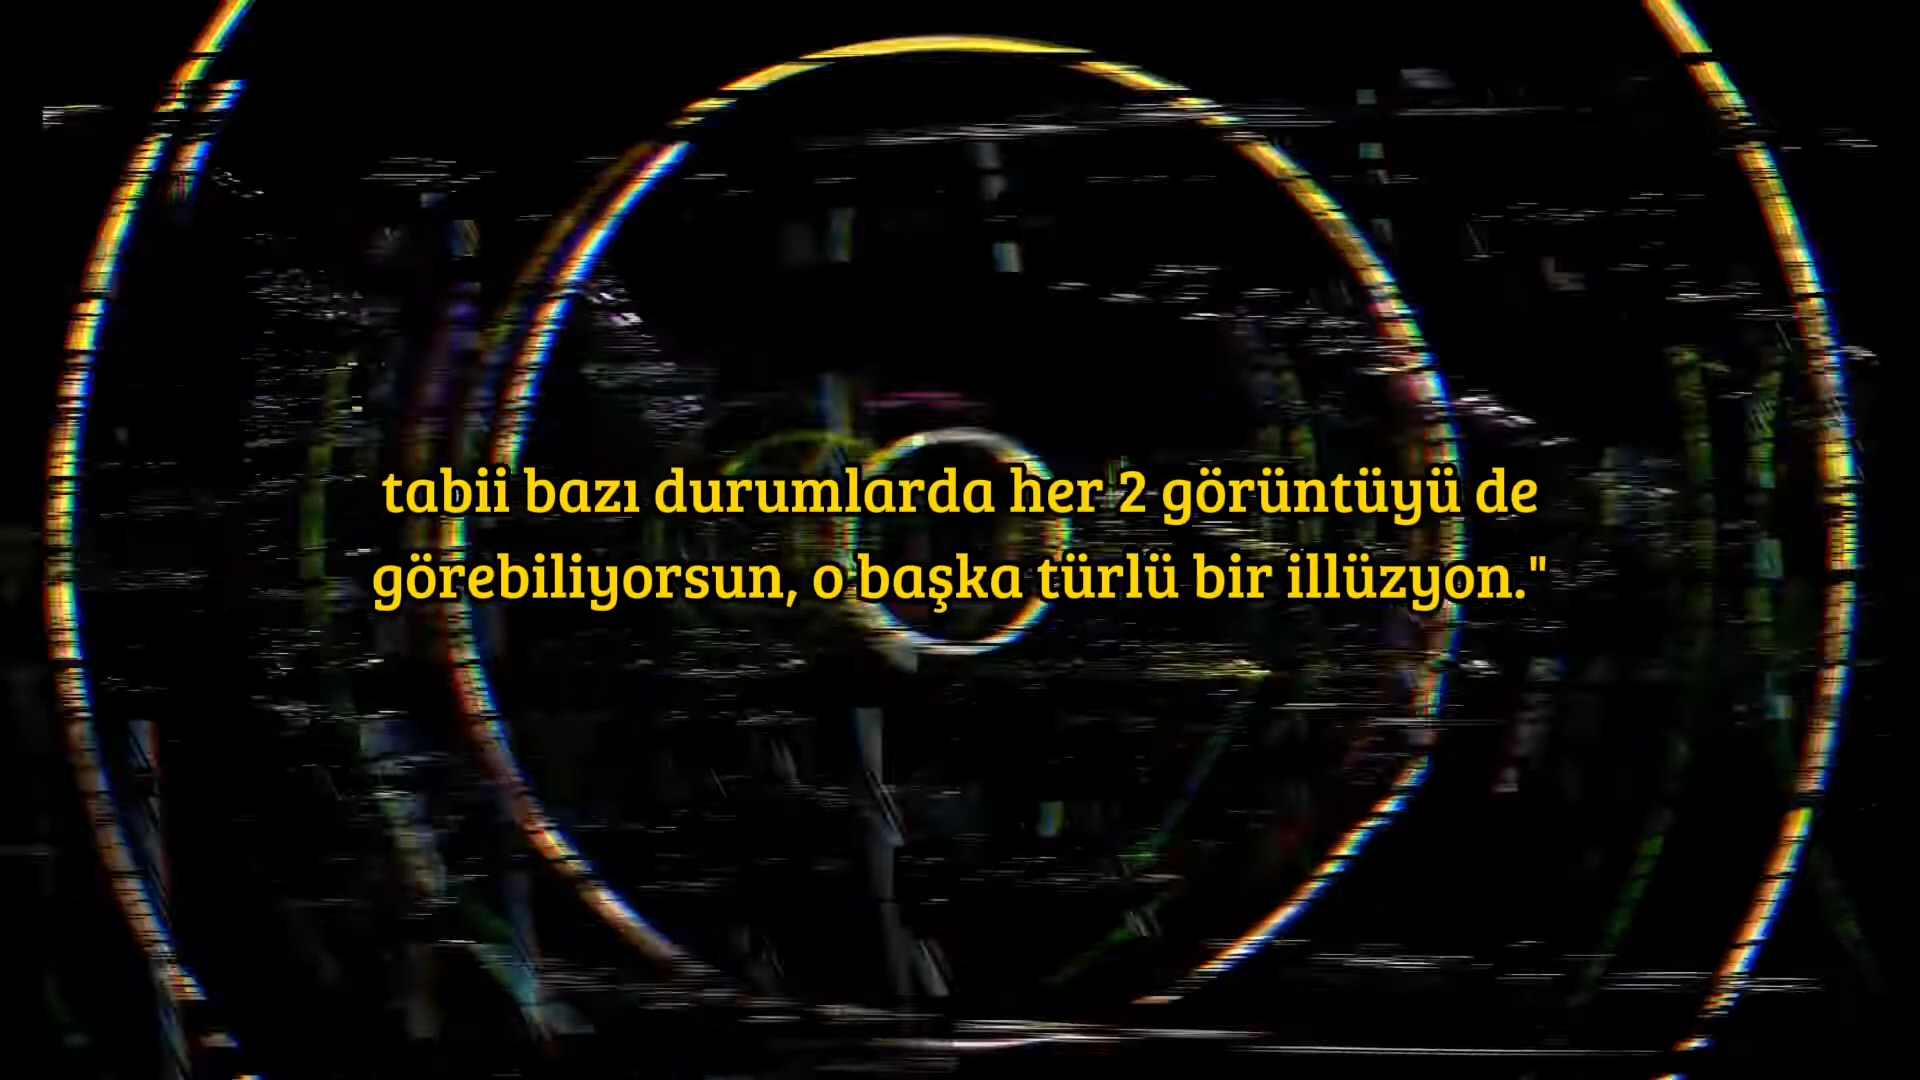 tabii bazı durumlarda her 2 görüntüyü de
görebiliyorsun, o başka türlü bir illüzyon."